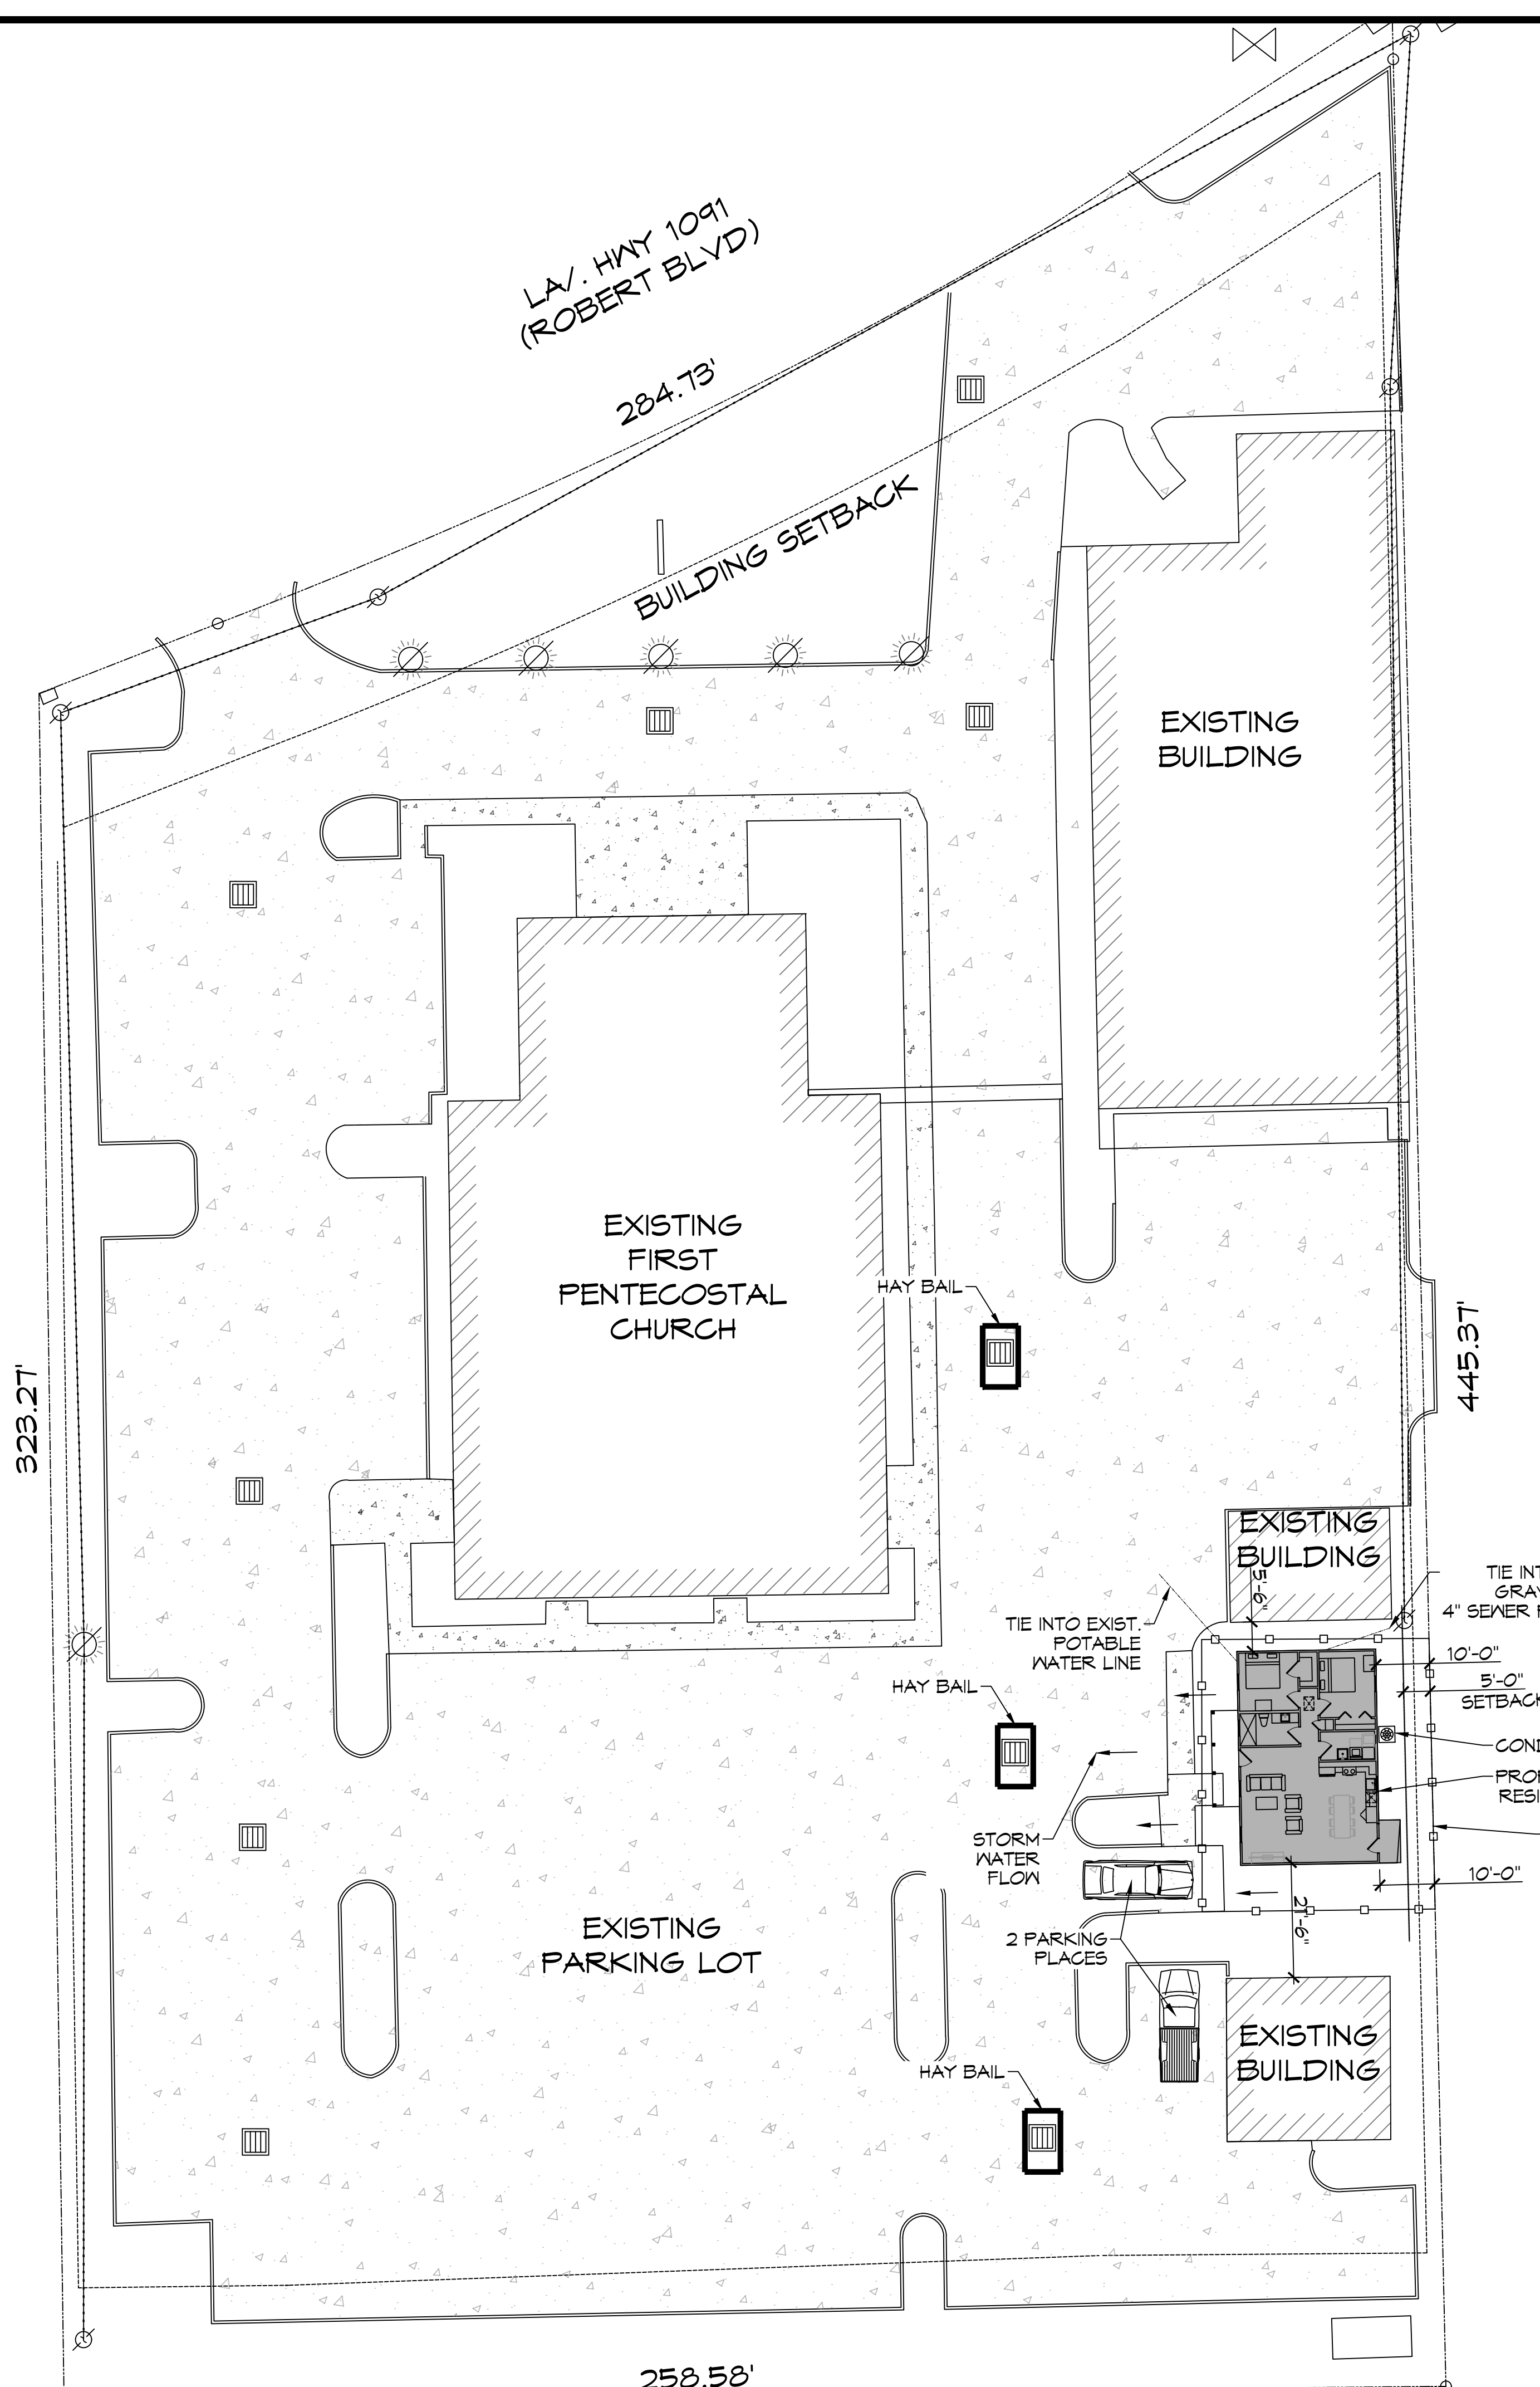 LA/. HWY 1091
(ROBERT BLVD)
284.73'
BUILDING SETBACK
EXISTING
BUILDING
EXISTING
FIRST
PENTECOSTAL
CHURCH
HAY BAIL
323.27'
445.37'
EXISTING
BUILDING
5'-6"
TIE INTO EXIST.
POTABLE
WATER LINE
4" SEWER
10'-0"
5'-0"
HAY BAIL
STORM
WATER
FLOW
10'-0"
21'-6"
2 PARKING
PLACES
EXISTING
PARKING LOT
EXISTING
BUILDING
HAY BAIL
258.58'